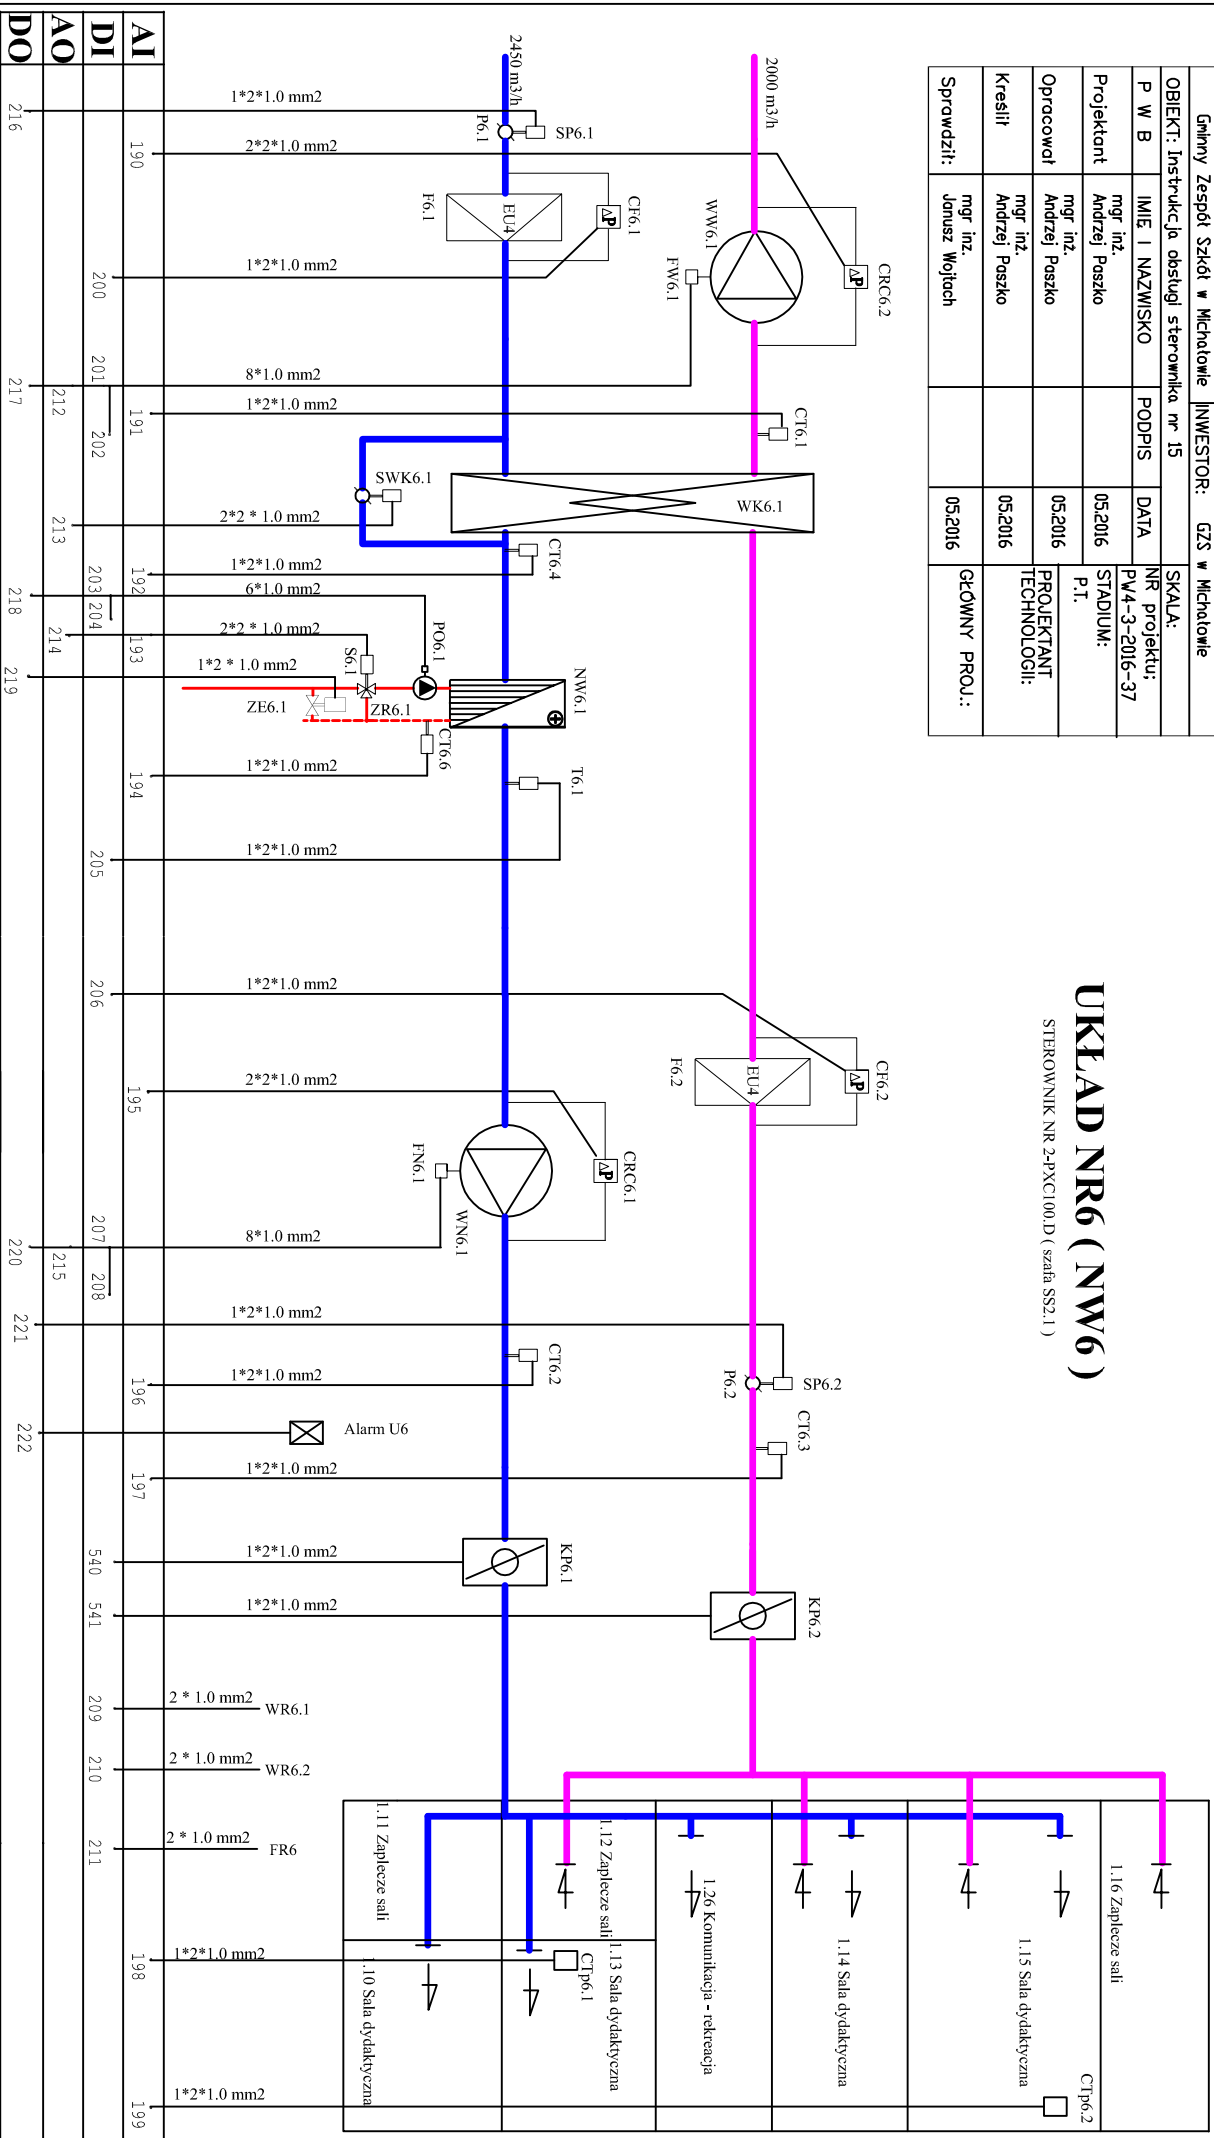 Gminny Zespół Szkół w Michałowie
INWESTOR: GZS w Michałowie
OBIEKT: Instrukcja obsługi sterownika nr 15
SKALA:
P W B
IMIĘ I NAZWISKO
PODPIS
DATA
NR projektu;
PW4-3-2016-37
Projektant
mgr inż.
Andrzej Paszko
05.2016
STADIUM:
P.T.
Opracował
mgr inż.
Andrzej Paszko
05.2016
PROJEKTANT
TECHNOLOGII:
Kreślił
mgr inż.
Andrzej Paszko
05.2016
Sprawdził:
mgr inż.
Janusz Wojtach
05.2016
GŁÓWNY PROJ.:
UKŁAD NR6 ( NW6 )
STEROWNIK NR 2-PXC100.D ( szafa SS2.1 )
2000 m3/h
2450 m3/h
WW6.1
FW6.1
CRC6.2
ΔP
CT6.1
WK6.1
F6.2
EU4
CF6.2
ΔP
P6.2
SP6.2
CT6.3
KP6.2
P6.1
SP6.1
F6.1
EU4
CF6.1
ΔP
SWK6.1
CT6.4
PO6.1
S6.1
ZR6.1
ZE6.1
NW6.1
CT6.6
T6.1
FN6.1
WN6.1
CRC6.1
ΔP
CT6.2
Alarm U6
KP6.1
WR6.1
WR6.2
FR6
1.16 Zaplecze sali
1.15 Sala dydaktyczna
CTp6.2
1.14 Sala dydaktyczna
1.26 Komunikacja - rekreacja
1.12 Zaplecze sali
1.13 Sala dydaktyczna
CTp6.1
1.11 Zaplecze sali
1.10 Sala dydaktyczna
1*2*1.0 mm2
2*2*1.0 mm2
1*2*1.0 mm2
8*1.0 mm2
1*2*1.0 mm2
2*2 * 1.0 mm2
1*2*1.0 mm2
6*1.0 mm2
2*2 * 1.0 mm2
1*2 * 1.0 mm2
1*2*1.0 mm2
1*2*1.0 mm2
1*2*1.0 mm2
2*2*1.0 mm2
8*1.0 mm2
1*2*1.0 mm2
1*2*1.0 mm2
1*2*1.0 mm2
1*2*1.0 mm2
1*2*1.0 mm2
2 * 1.0 mm2
2 * 1.0 mm2
2 * 1.0 mm2
1*2*1.0 mm2
1*2*1.0 mm2
AI
190
191
192
193
194
195
196
197
198
199
DI
200
201
202
203
204
205
206
207
208
540
541
209
210
211
AO
212
213
214
215
DO
216
217
218
219
220
221
222